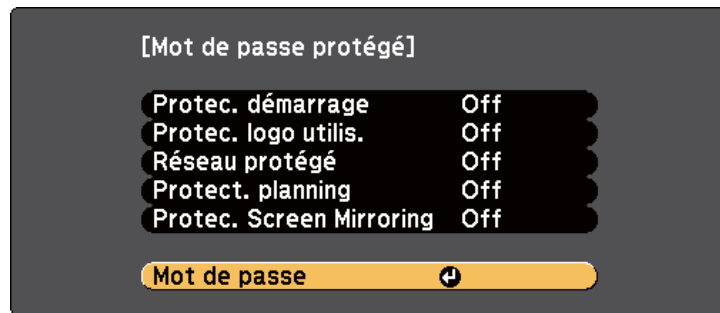 [Mot de passe protégé]
Protec. démarrage Off
Protec. logo utilis. Off
Réseau protégé Off
Protect. planning Off
Protec. Screen Mirroring Off
Mot de passe